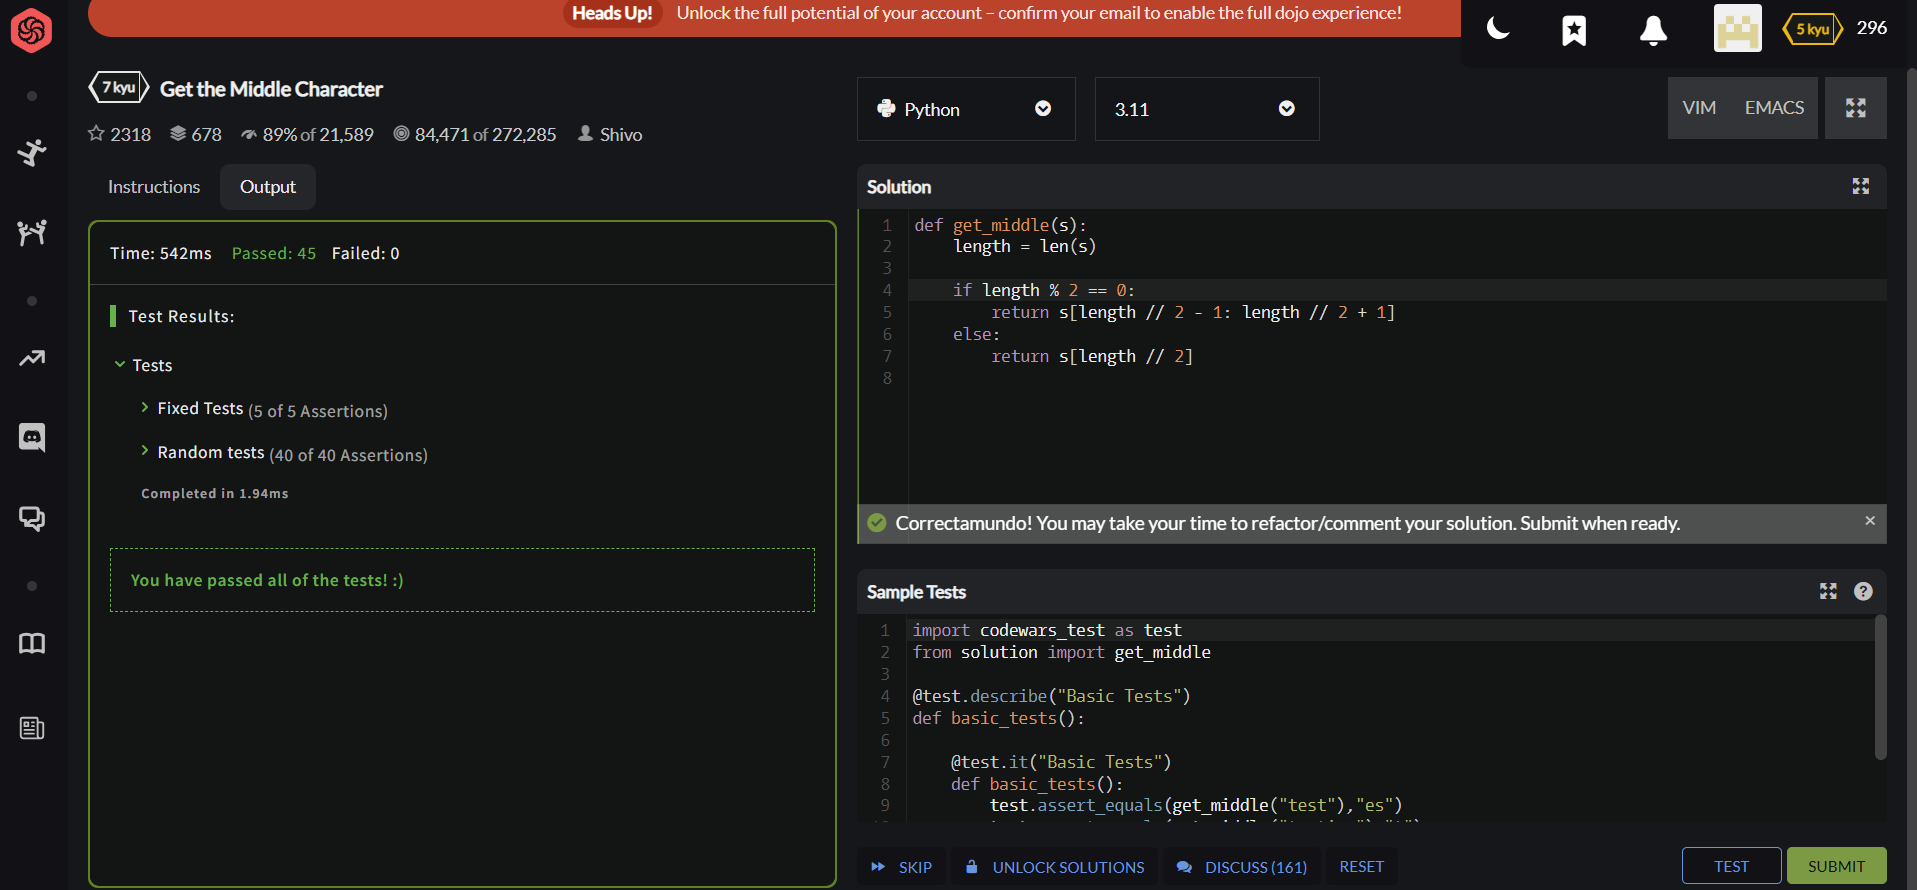 Heads Up! Unlock the full potential of your account – confirm your email to enable the full dojo experience!
5 kyu 296
7 kyu Get the Middle Character
2318 678 89% of 21,589 84,471 of 272,285 Shivo
Instructions Output
Time: 542ms Passed: 45 Failed: 0
Test Results:
Tests
Fixed Tests (5 of 5 Assertions)
Random tests (40 of 40 Assertions)
Completed in 1.94ms
You have passed all of the tests! :)
Python 3.11 VIM EMACS
Solution
1 def get_middle(s):
2     length = len(s)
3
4     if length % 2 == 0:
5         return s[length // 2 - 1: length // 2 + 1]
6     else:
7         return s[length // 2]
8
Correctamundo! You may take your time to refactor/comment your solution. Submit when ready. ×
Sample Tests ?
1 import codewars_test as test
2 from solution import get_middle
3
4 @test.describe("Basic Tests")
5 def basic_tests():
6
7     @test.it("Basic Tests")
8     def basic_tests():
9         test.assert_equals(get_middle("test"),"es")
SKIP UNLOCK SOLUTIONS DISCUSS (161) RESET TEST SUBMIT